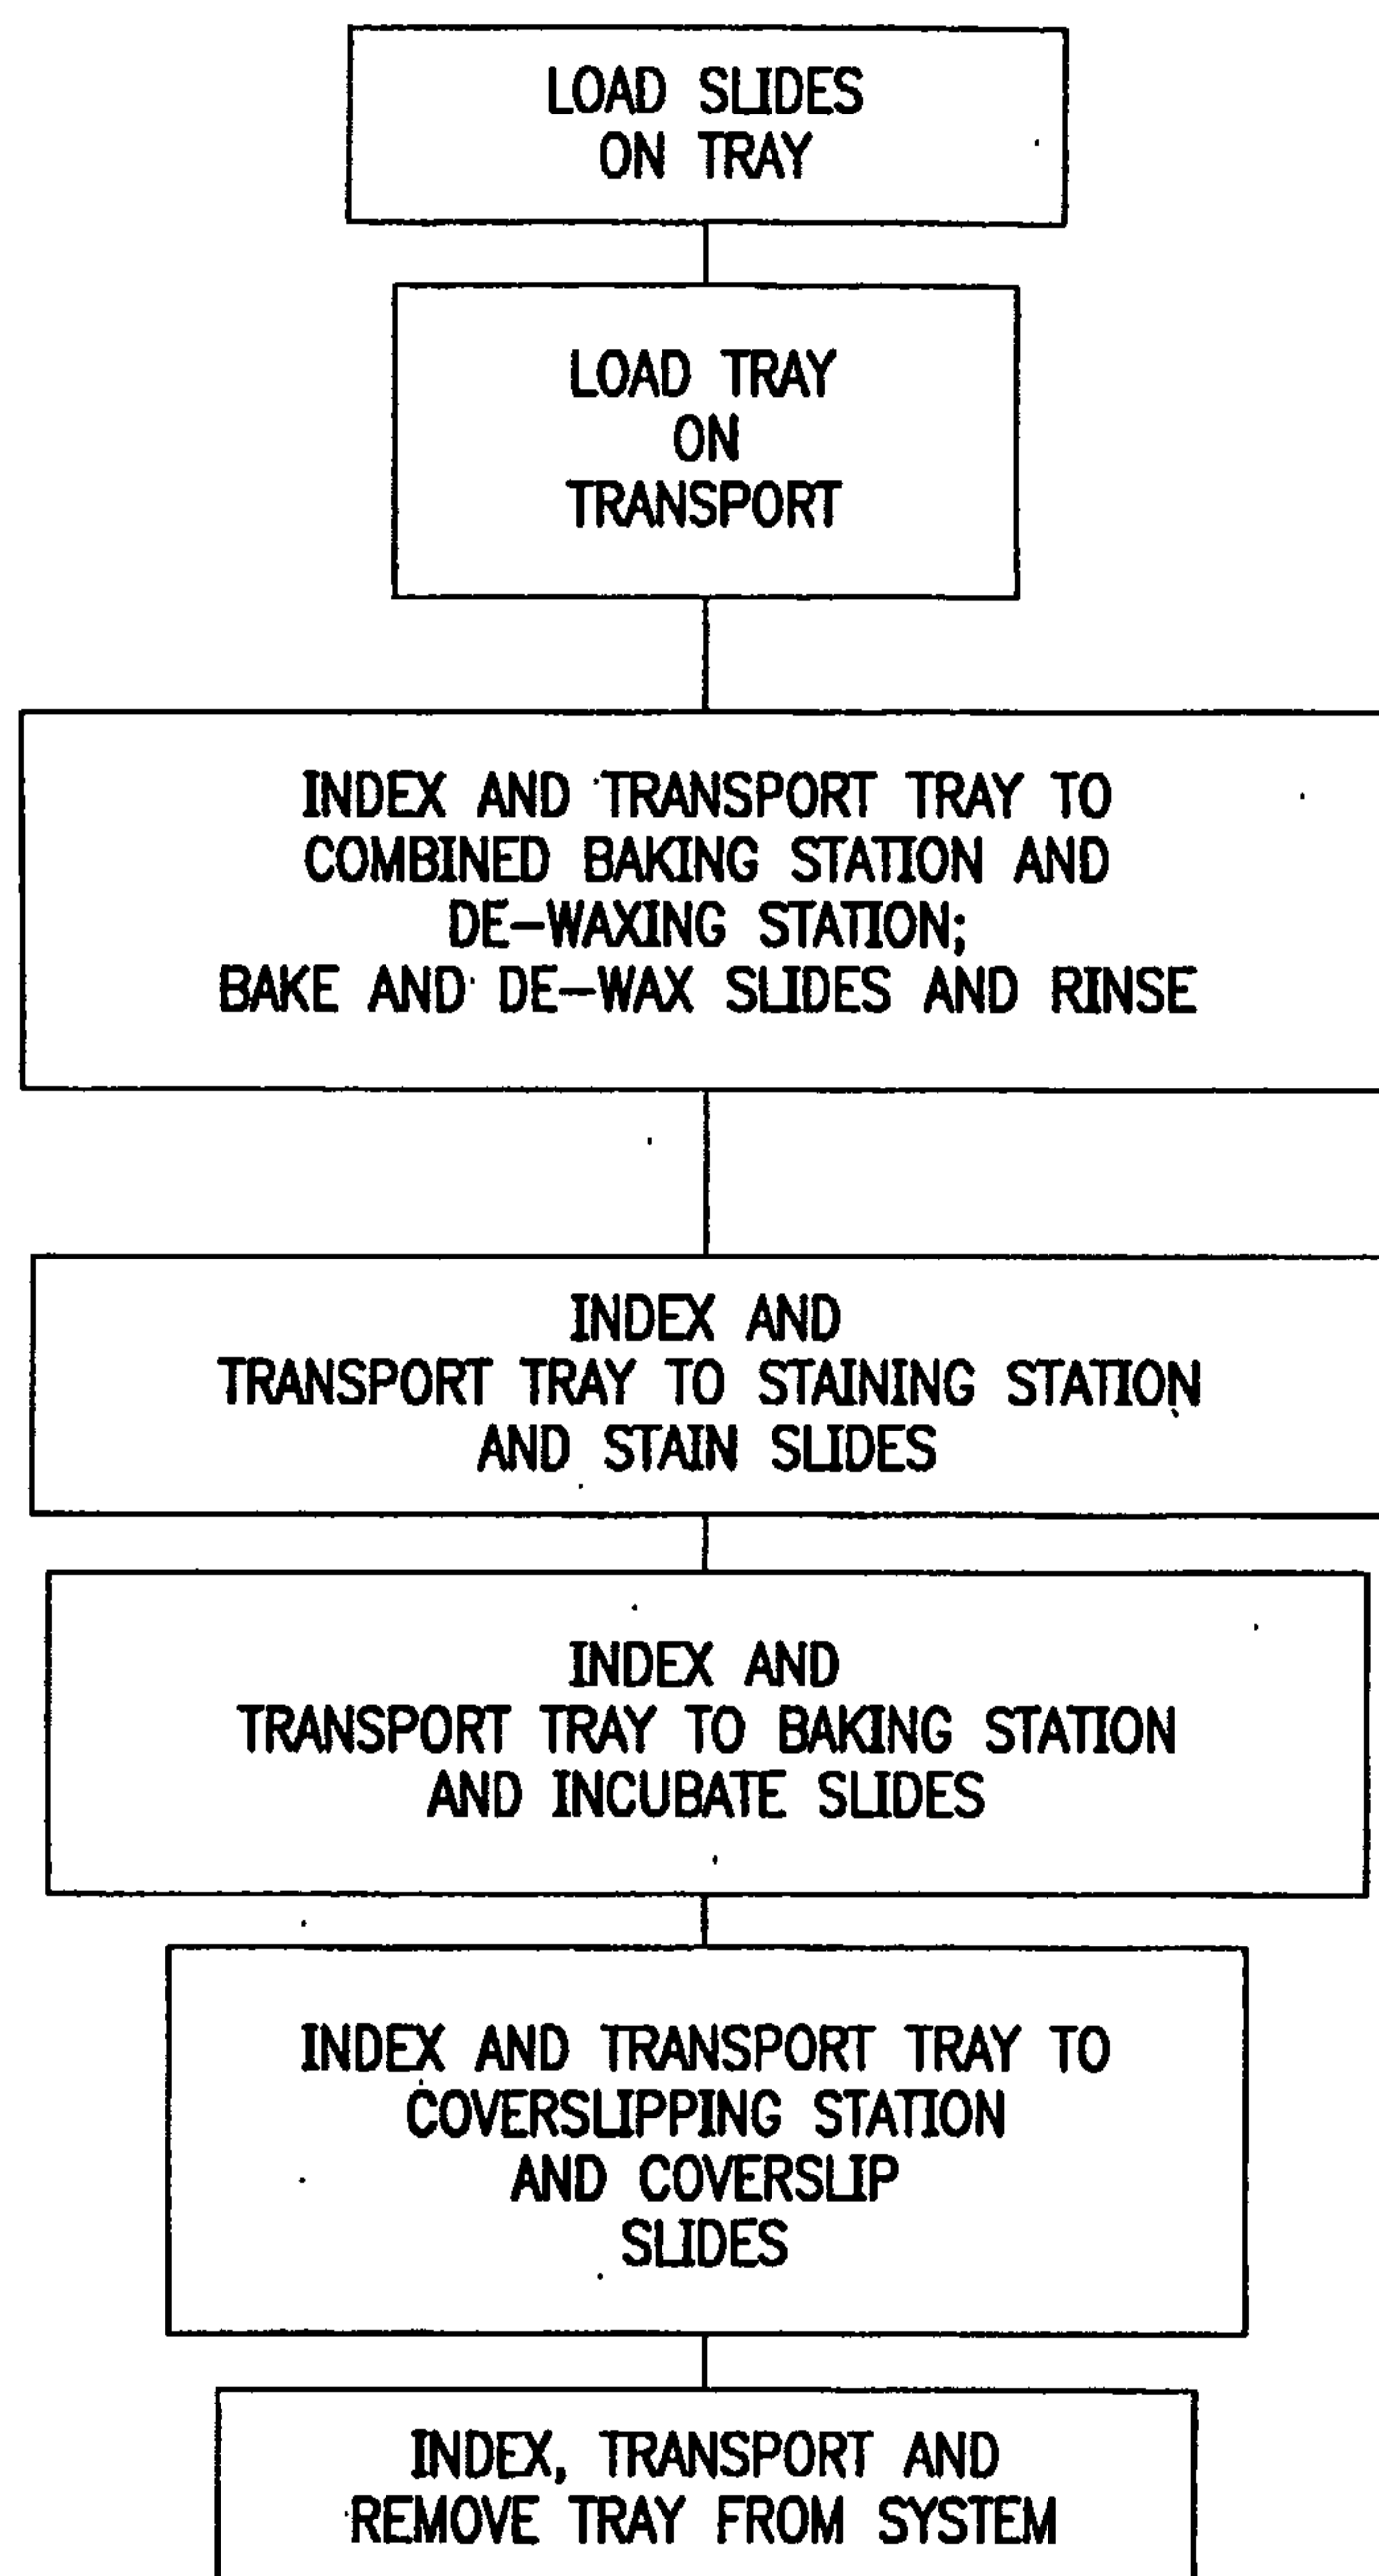 LOAD SLIDES
ON TRAY
LOAD TRAY
ON
TRANSPORT
INDEX AND TRANSPORT TRAY TO
COMBINED BAKING STATION AND
DE-WAXING STATION;
BAKE AND DE-WAX SLIDES AND RINSE
INDEX AND
TRANSPORT TRAY TO STAINING STATION
AND STAIN SLIDES
INDEX AND
TRANSPORT TRAY TO BAKING STATION
AND INCUBATE SLIDES
INDEX AND TRANSPORT TRAY TO
COVERSLIPPING STATION
AND COVERSLIP
SLIDES
INDEX, TRANSPORT AND
REMOVE TRAY FROM SYSTEM